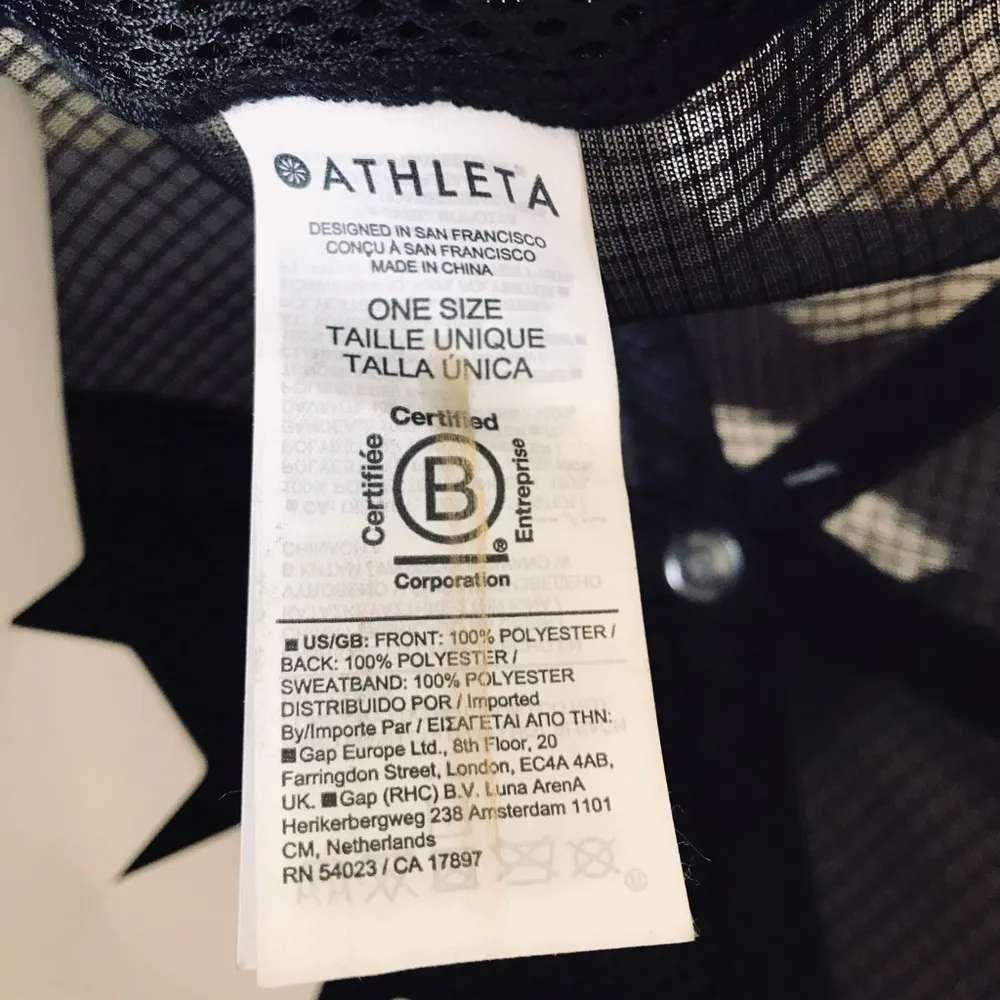 ATHLETA
DESIGNED IN SAN FRANCISCO
CONÇU À SAN FRANCISCO
MADE IN CHINA
ONE SIZE
TAILLE UNIQUE
TALLA ÚNICA
Certified
Certifiée
B
Entreprise
®
Corporation
US/GB: FRONT: 100% POLYESTER /
BACK: 100% POLYESTER /
SWEATBAND: 100% POLYESTER
DISTRIBUIDO POR / Imported
By/Importe Par / ΕΙΣΑΓΕΤΑΙ ΑΠΟ ΤΗΝ:
Gap Europe Ltd., 8th Floor, 20
Farringdon Street, London, EC4A 4AB,
UK. Gap (RHC) B.V. Luna ArenA
Herikerbergweg 238 Amsterdam 1101
CM, Netherlands
RN 54023 / CA 17897